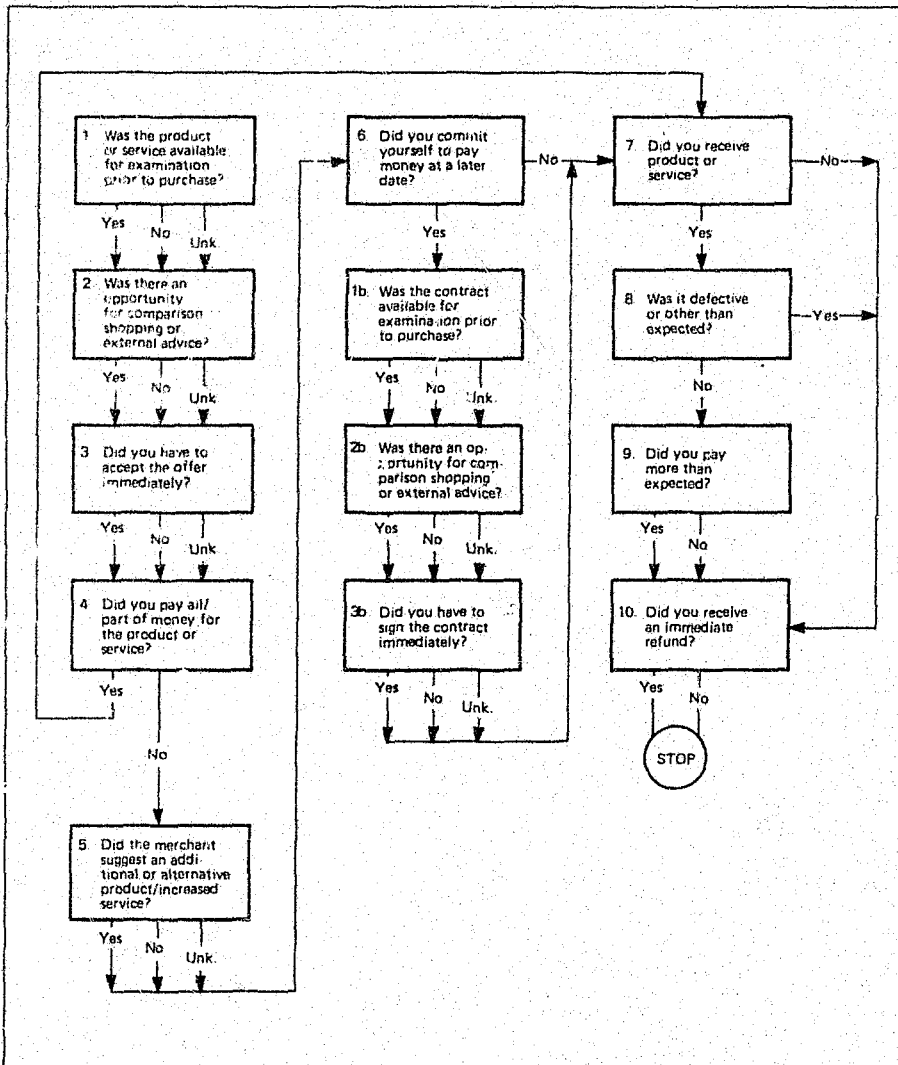 1 Was the product
or service available
for examination
prior to purchase?
Yes
No
Unk.
2. Was there an
opportunity
for comparison
shopping or
external advice?
Yes
No
Unk.
3 Did you have to
accept the offer
immediately?
Yes
No
Unk.
4 Did you pay all/
part of money for
the product or
service?
Yes
No
5. Did the merchant
suggest an addi-
tional or alternative
product/increased
service?
Yes
No
Unk.
6. Did you commit
yourself to pay
money at a later
date?
No
Yes
1b. Was the contract
available for
examination prior
to purchase?
Yes
No
Unk.
2b Was there an op-
portunity for com-
parison shopping
or external advice?
Yes
No
Unk.
3b Did you have to
sign the contract
immediately?
Yes
No
Unk.
7. Did you receive
product or
service?
No
Yes
8. Was it defective
or other than
expected?
Yes
No
9. Did you pay
more than
expected?
Yes
No
10. Did you receive
an immediate
refund?
Yes
No
STOP